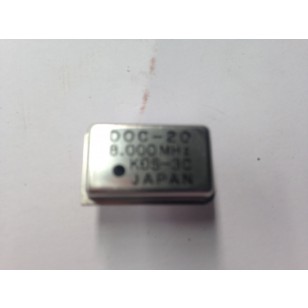 DOC-20
8.000MHz
KDS-3C
JAPAN